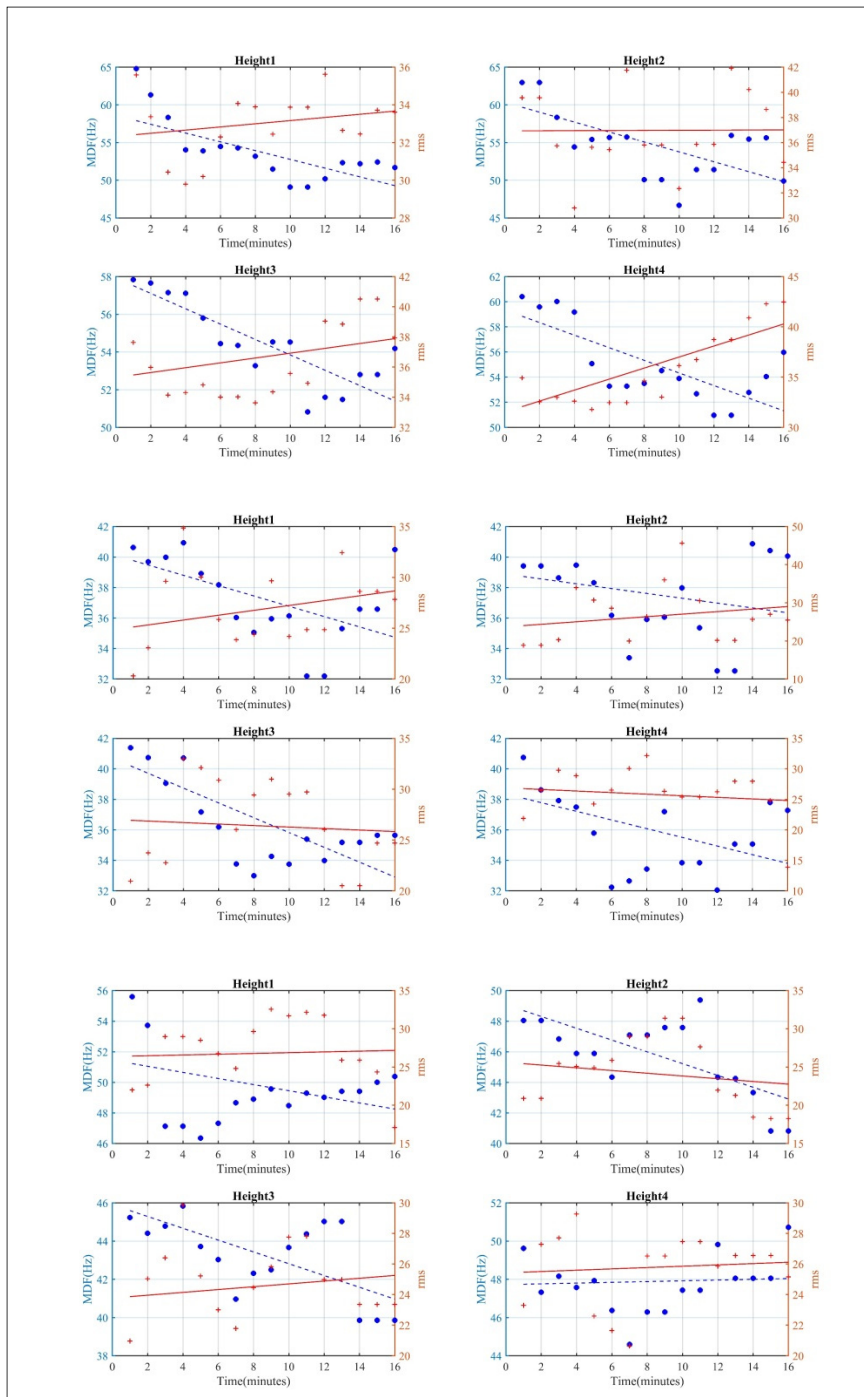 Height1
MDF(Hz)
65
60
55
50
45
36
34
32
30
28
rms
0 2 4 6 8 10 12 14 16
Time(minutes)
Height2
MDF(Hz)
65
60
55
50
45
42
40
38
36
34
32
30
rms
0 2 4 6 8 10 12 14 16
Time(minutes)
Height3
MDF(Hz)
58
56
54
52
50
42
40
38
36
34
32
rms
0 2 4 6 8 10 12 14 16
Time(minutes)
Height4
MDF(Hz)
62
60
58
56
54
52
50
45
40
35
30
rms
0 2 4 6 8 10 12 14 16
Time(minutes)
Height1
MDF(Hz)
42
40
38
36
34
32
35
30
25
20
rms
0 2 4 6 8 10 12 14 16
Time(minutes)
Height2
MDF(Hz)
42
40
38
36
34
32
50
40
30
20
10
rms
0 2 4 6 8 10 12 14 16
Time(minutes)
Height3
MDF(Hz)
42
40
38
36
34
32
35
30
25
20
rms
0 2 4 6 8 10 12 14 16
Time(minutes)
Height4
MDF(Hz)
42
40
38
36
34
32
35
30
25
20
15
10
rms
0 2 4 6 8 10 12 14 16
Time(minutes)
Height1
MDF(Hz)
56
54
52
50
48
46
35
30
25
20
15
rms
0 2 4 6 8 10 12 14 16
Time(minutes)
Height2
MDF(Hz)
50
48
46
44
42
40
35
30
25
20
15
rms
0 2 4 6 8 10 12 14 16
Time(minutes)
Height3
MDF(Hz)
46
44
42
40
38
30
28
26
24
22
20
rms
0 2 4 6 8 10 12 14 16
Time(minutes)
Height4
MDF(Hz)
52
50
48
46
44
30
28
26
24
22
20
rms
0 2 4 6 8 10 12 14 16
Time(minutes)